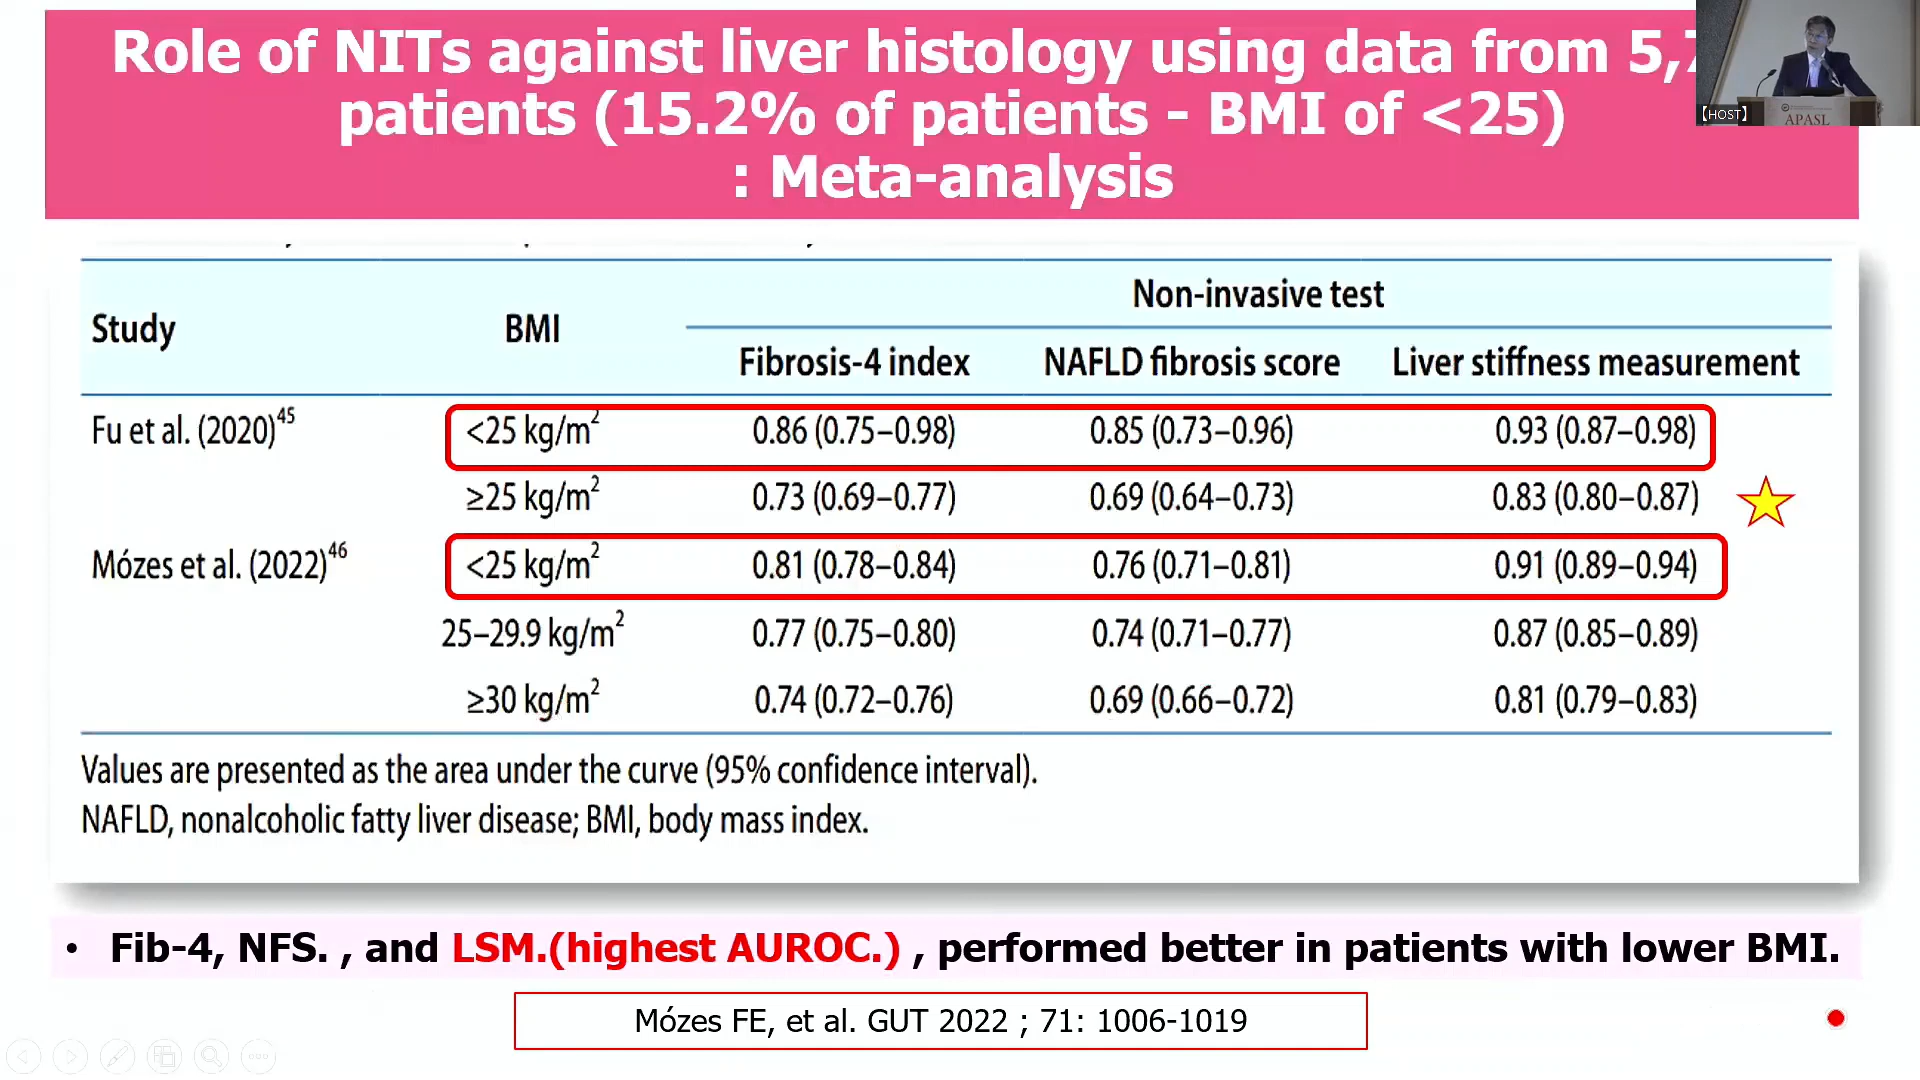 Role of NITs against liver histology using data from 5,7
patients (15.2% of patients - BMI of <25)
: Meta-analysis
【HOST】
APASL
Study BMI Non-invasive test
Fibrosis-4 index NAFLD fibrosis score Liver stiffness measurement
Fu et al. (2020)45 <25 kg/m2 0.86 (0.75–0.98) 0.85 (0.73–0.96) 0.93 (0.87–0.98)
≥25 kg/m2 0.73 (0.69–0.77) 0.69 (0.64–0.73) 0.83 (0.80–0.87)
Mózes et al. (2022)46 <25 kg/m2 0.81 (0.78–0.84) 0.76 (0.71–0.81) 0.91 (0.89–0.94)
25–29.9 kg/m2 0.77 (0.75–0.80) 0.74 (0.71–0.77) 0.87 (0.85–0.89)
≥30 kg/m2 0.74 (0.72–0.76) 0.69 (0.66–0.72) 0.81 (0.79–0.83)
Values are presented as the area under the curve (95% confidence interval).
NAFLD, nonalcoholic fatty liver disease; BMI, body mass index.
• Fib-4, NFS. , and LSM.(highest AUROC.) , performed better in patients with lower BMI.
Mózes FE, et al. GUT 2022 ; 71: 1006-1019